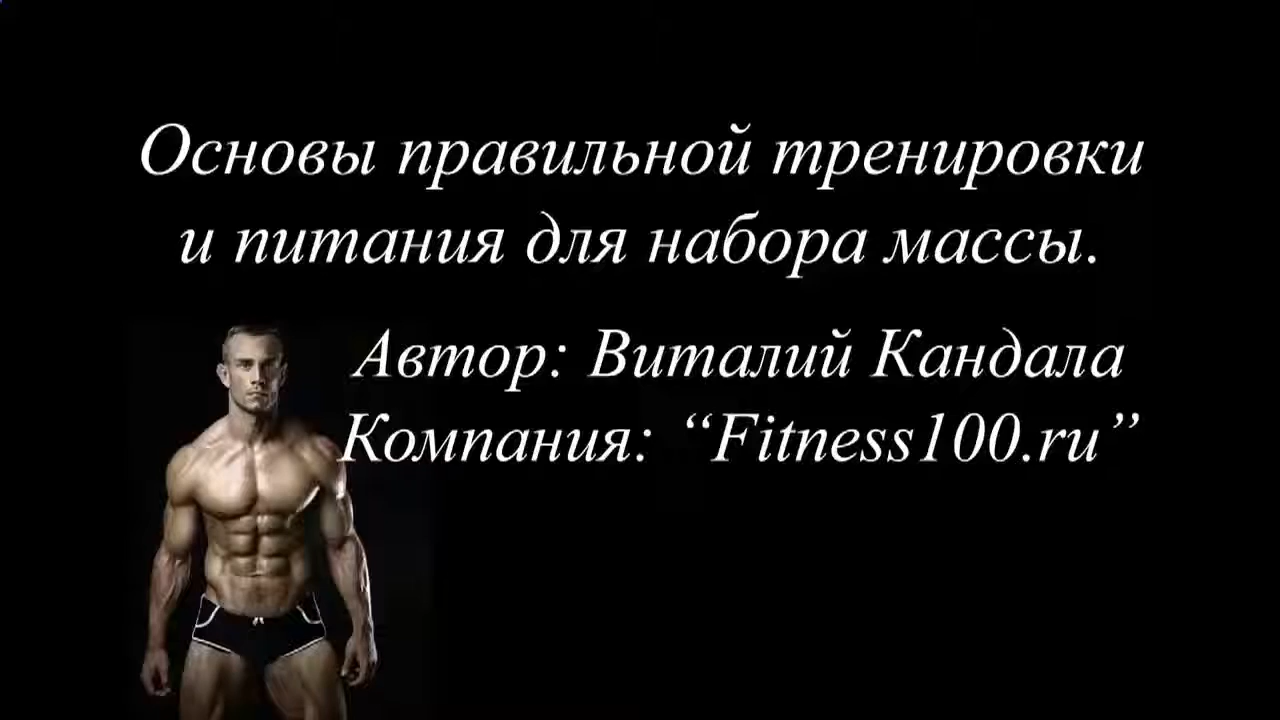 Основы правильной тренировки
и питания для набора массы.
Автор: Виталий Кандала
Компания: “Fitness100.ru”